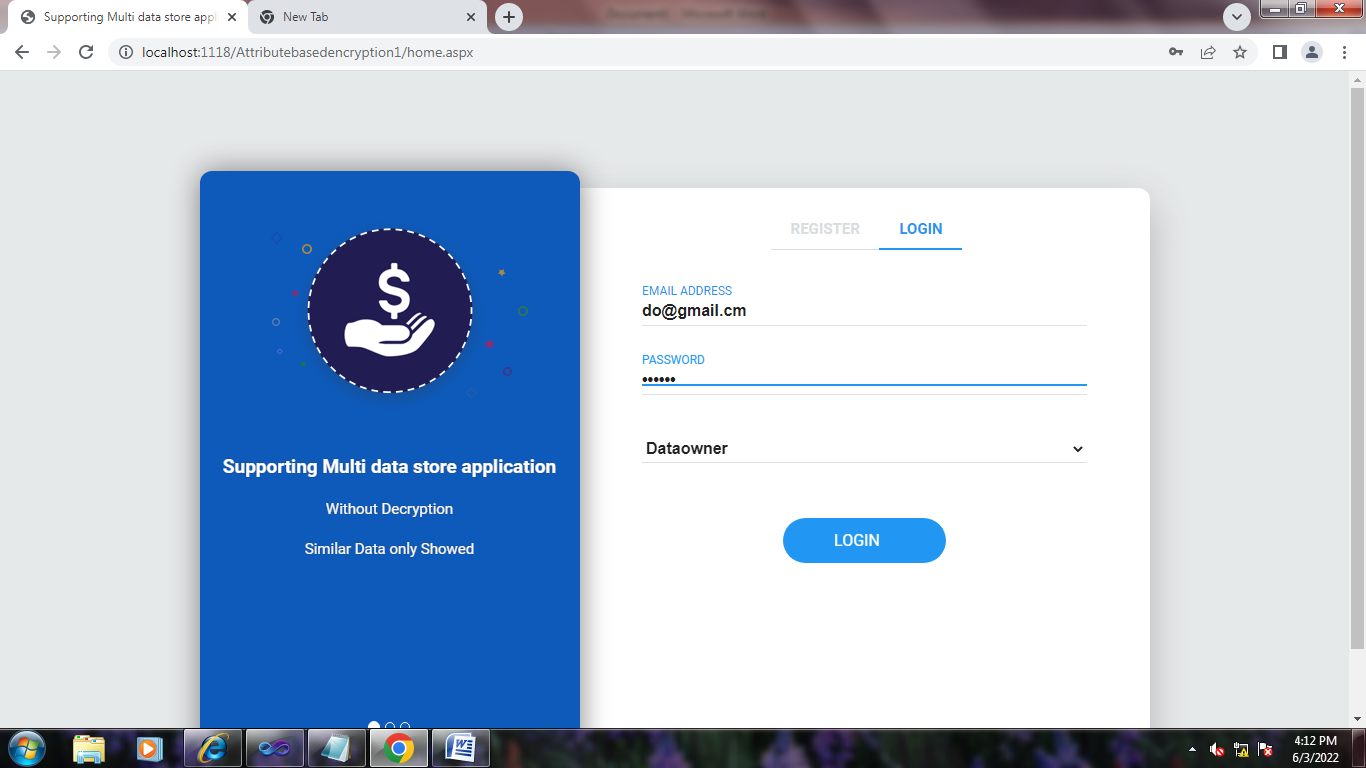 Supporting Multi data store appl
New Tab
localhost:1118/Attributebasedencryption1/home.aspx
REGISTER
LOGIN
EMAIL ADDRESS
do@gmail.cm
PASSWORD
••••••
Dataowner
LOGIN
$
Supporting Multi data store application
Without Decryption
Similar Data only Showed
4:12 PM
6/3/2022